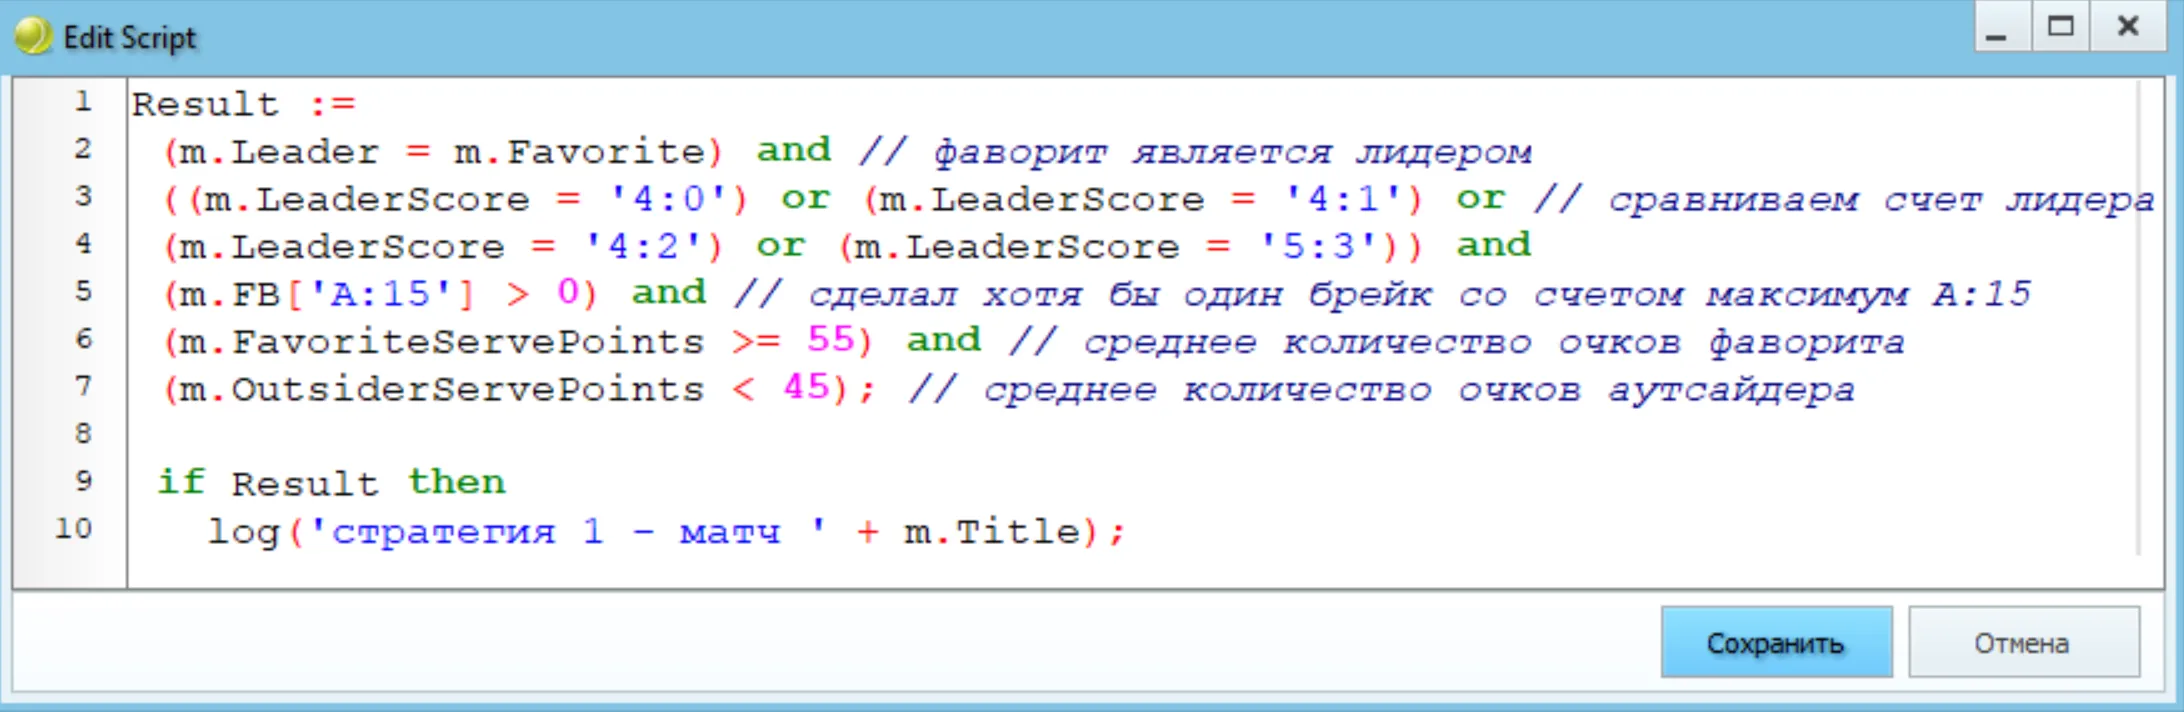 Edit Script
1 Result :=
2 (m.Leader = m.Favorite) and // фаворит является лидером
3 ((m.LeaderScore = '4:0') or (m.LeaderScore = '4:1') or // сравниваем счет лидера
4 (m.LeaderScore = '4:2') or (m.LeaderScore = '5:3')) and
5 (m.FB['A:15'] > 0) and // сделал хотя бы один брейк со счетом максимум A:15
6 (m.FavoriteServePoints >= 55) and // среднее количество очков фаворита
7 (m.OutsiderServePoints < 45); // среднее количество очков аутсайдера
8
9 if Result then
10 log('стратегия 1 - матч ' + m.Title);
Сохранить Отмена